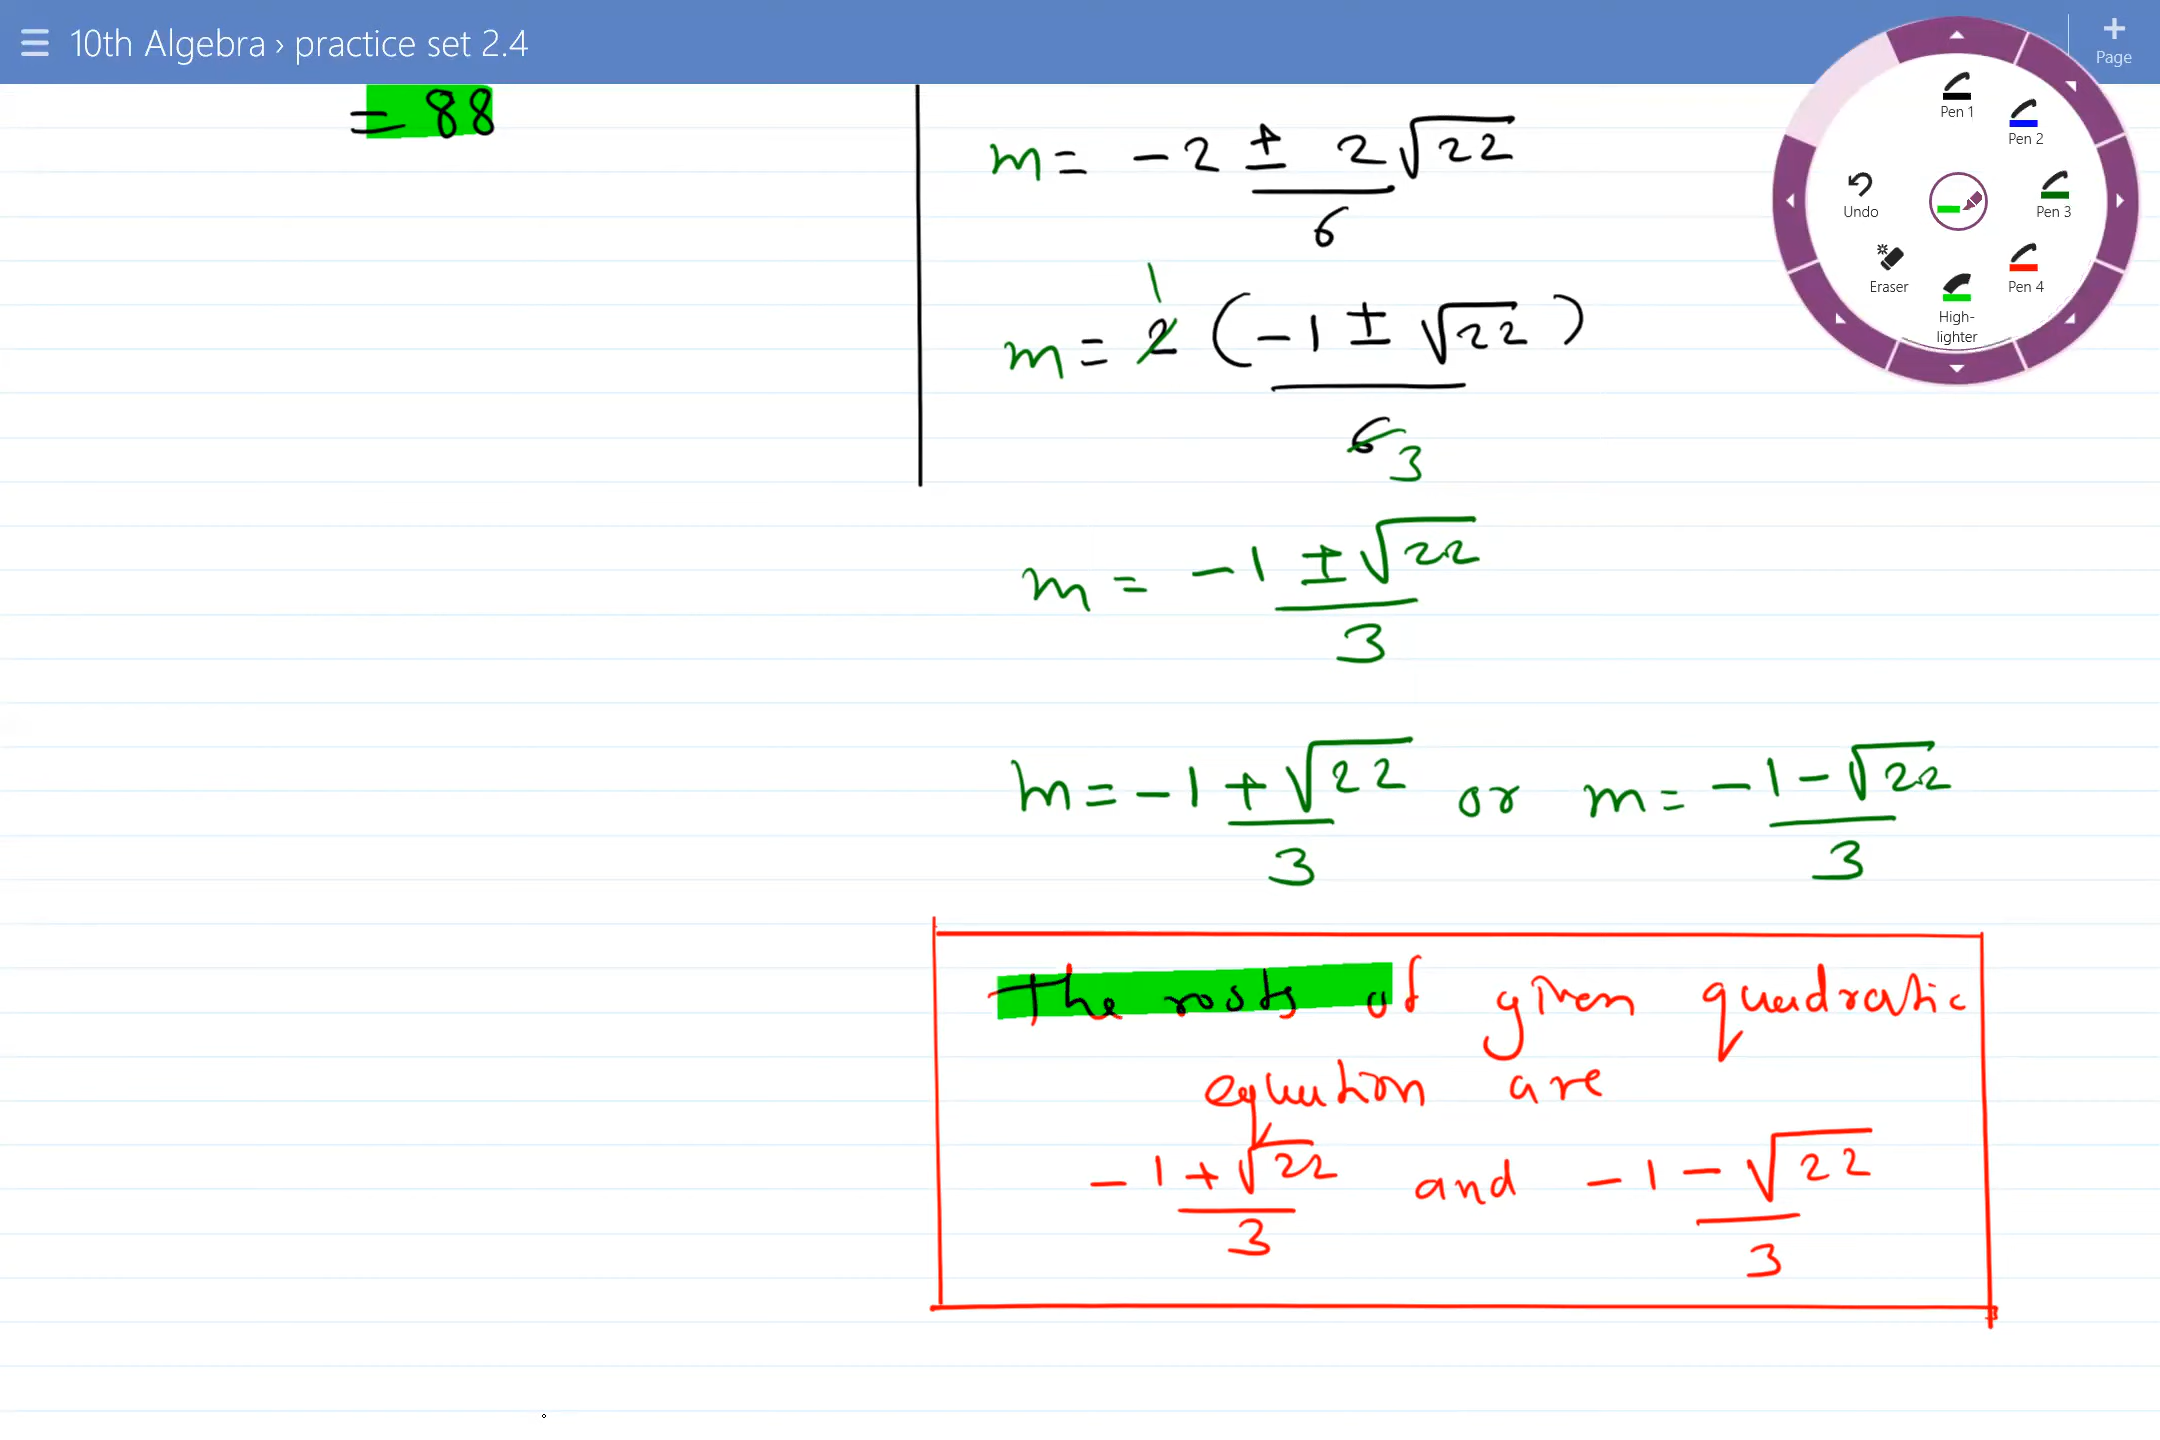 10th Algebra › practice set 2.4
Page
Pen 1
Pen 2
Undo
Pen 3
Eraser
Pen 4
High-
lighter
= 88
m = -2 ± 2√22
6
1
m = 2 (-1 ± √22)
6 3
m = -1 ± √22
3
m = -1 + √22 or m = -1 - √22
3 3
The roots of given quadratic
equation are
-1 + √22 and -1 - √22
3 3